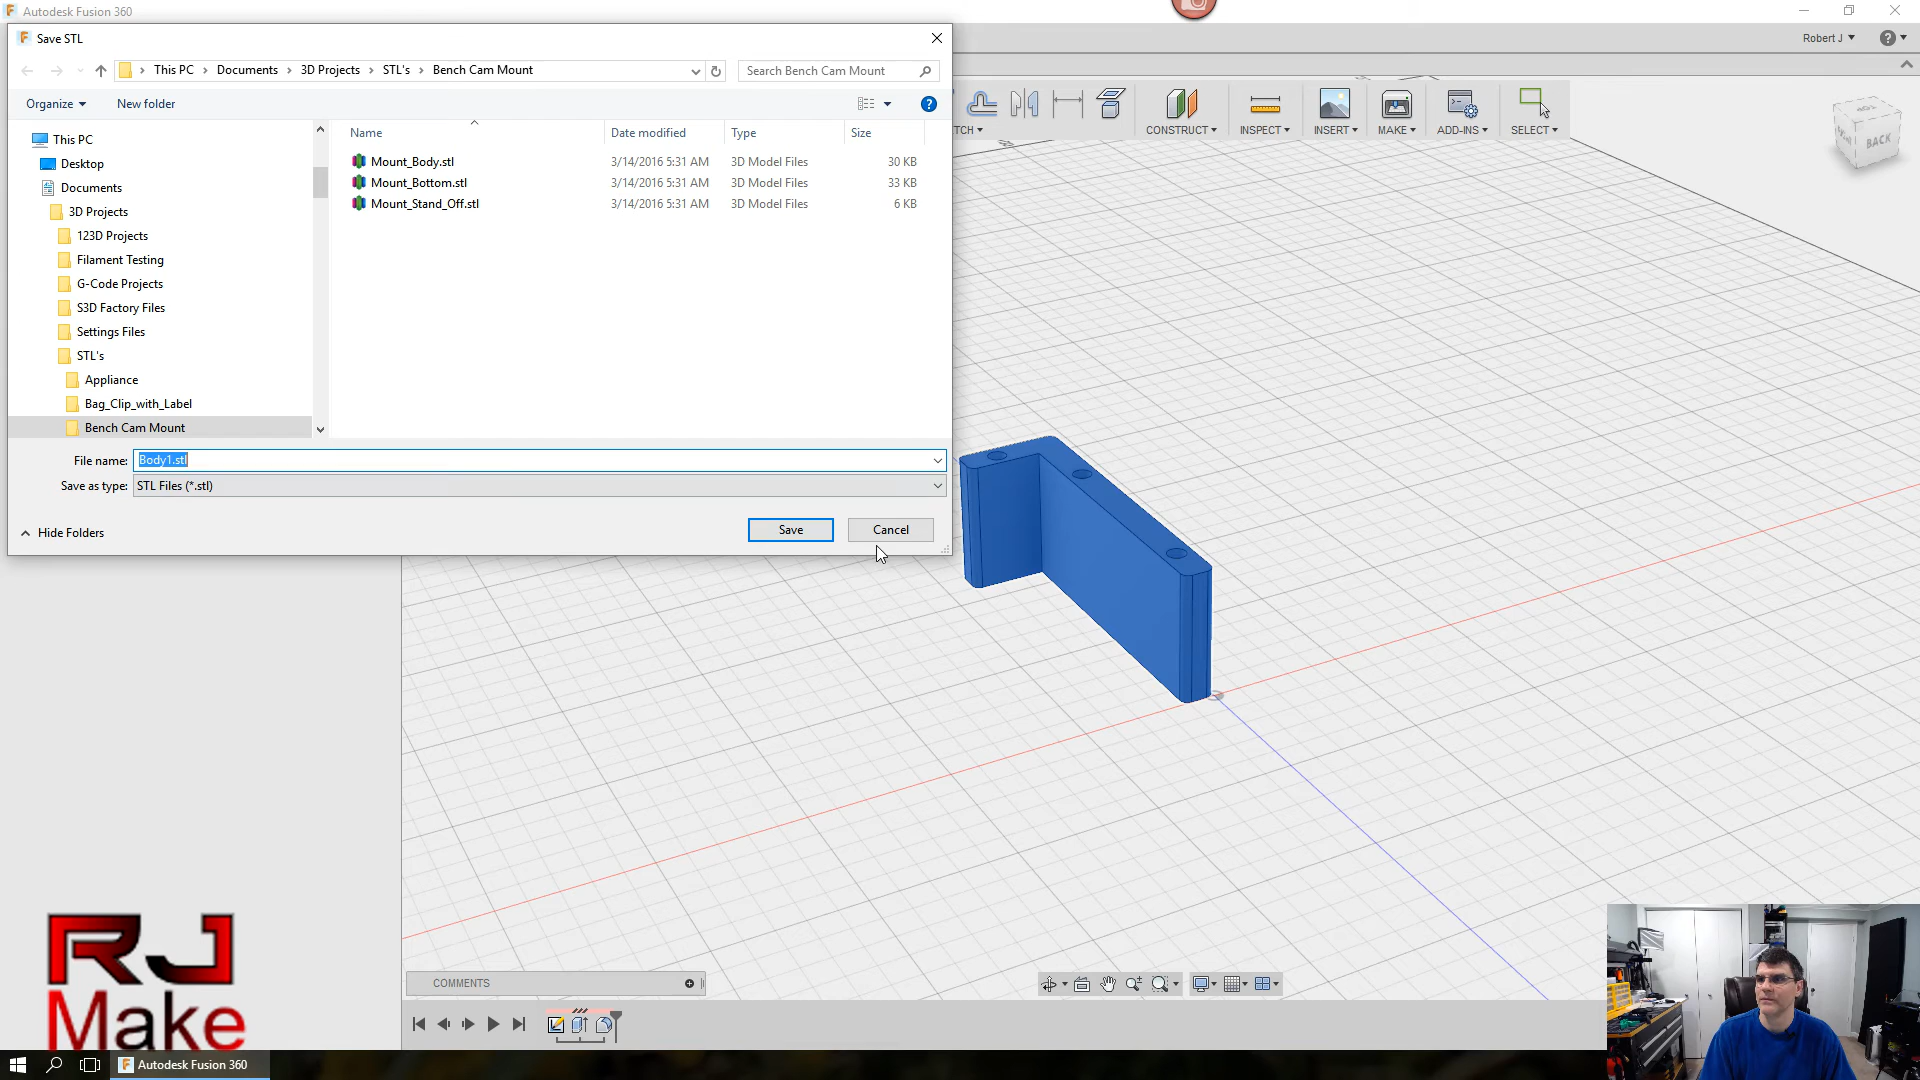 Autodesk Fusion 360
Save STL
This PC > Documents > 3D Projects > STL's > Bench Cam Mount
Search Bench Cam Mount
Robert J
Organize
New folder
Name
Date modified
Type
Size
Mount_Body.stl 3/14/2016 5:31 AM 3D Model Files 30 KB
Mount_Bottom.stl 3/14/2016 5:31 AM 3D Model Files 33 KB
Mount_Stand_Off.stl 3/14/2016 5:31 AM 3D Model Files 6 KB
This PC
Desktop
Documents
3D Projects
123D Projects
Filament Testing
G-Code Projects
S3D Factory Files
Settings Files
STL's
Appliance
Bag_Clip_with_Label
Bench Cam Mount
File name: Body1.stl
Save as type: STL Files (*.stl)
Hide Folders
Save
Cancel
TCH
CONSTRUCT
INSPECT
INSERT
MAKE
ADD-INS
SELECT
BACK
COMMENTS
RJ
Make
Autodesk Fusion 360